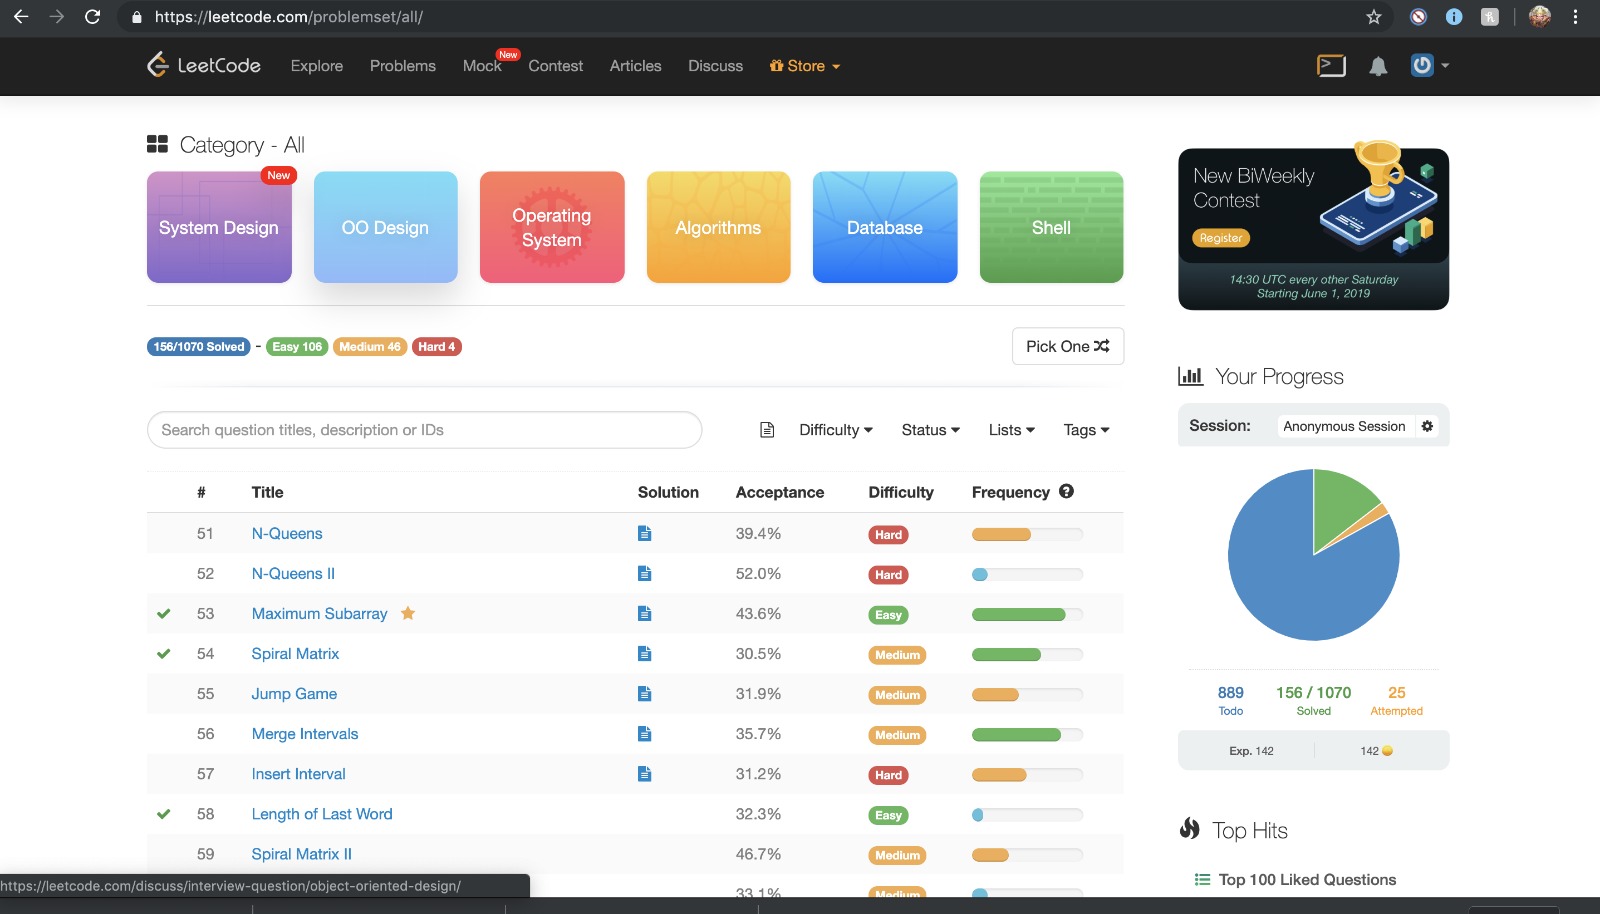 https://leetcode.com/problemset/all/
LeetCode Explore Problems Mock New Contest Articles Discuss Store
Category - All
New
System Design
OO Design
Operating
System
Algorithms
Database
Shell
New BiWeekly
Contest
Register
14:30 UTC every other Saturday
Starting June 1, 2019
156/1070 Solved - Easy 106 Medium 46 Hard 4
Pick One
Your Progress
Session: Anonymous Session
Search question titles, description or IDs
Difficulty Status Lists Tags
# Title Solution Acceptance Difficulty Frequency
51 N-Queens 39.4% Hard
52 N-Queens II 52.0% Hard
53 Maximum Subarray 43.6% Easy
54 Spiral Matrix 30.5% Medium
55 Jump Game 31.9% Medium
56 Merge Intervals 35.7% Medium
57 Insert Interval 31.2% Hard
58 Length of Last Word 32.3% Easy
59 Spiral Matrix II 46.7% Medium
33.1% Medium
889 156 / 1070 25
Todo Solved Attempted
Exp. 142 142
Top Hits
Top 100 Liked Questions
https://leetcode.com/discuss/interview-question/object-oriented-design/